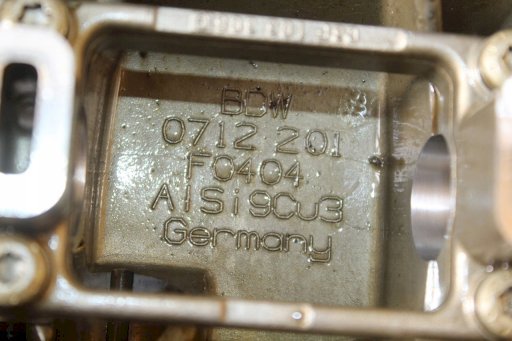 BDW
0712 201
F0404
AlSi9Cu3
Germany